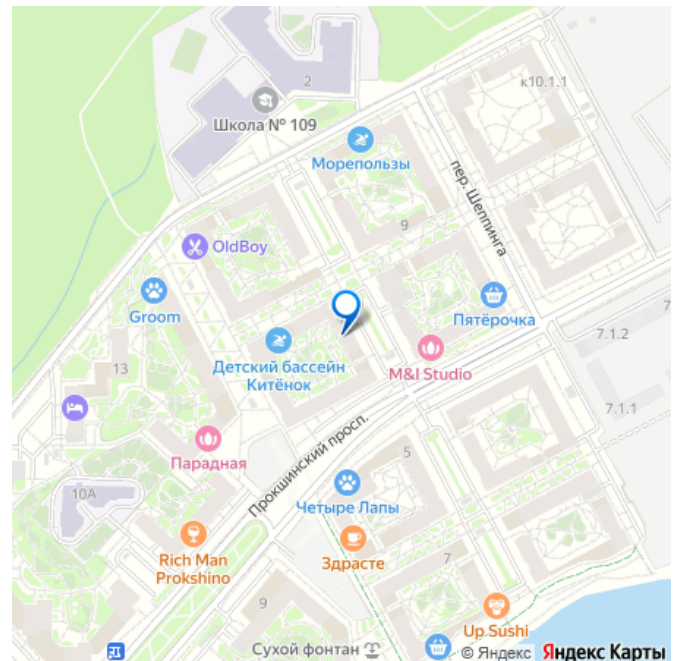 2
к10.1.1
Школа № 109
Морепользы
пер. Шеппинга
9
OldBoy
Groom
Пятёрочка
7.1.2
Детский бассейн
Китёнок
M&I Studio
13
7.1.1
Прокшинский просп.
Парадная
5
10А
Четыре Лапы
Rich Man
Prokshino
Здрасте
7
9
Up Sushi
Сухой фонтан
© Яндекс Яндекс Карты